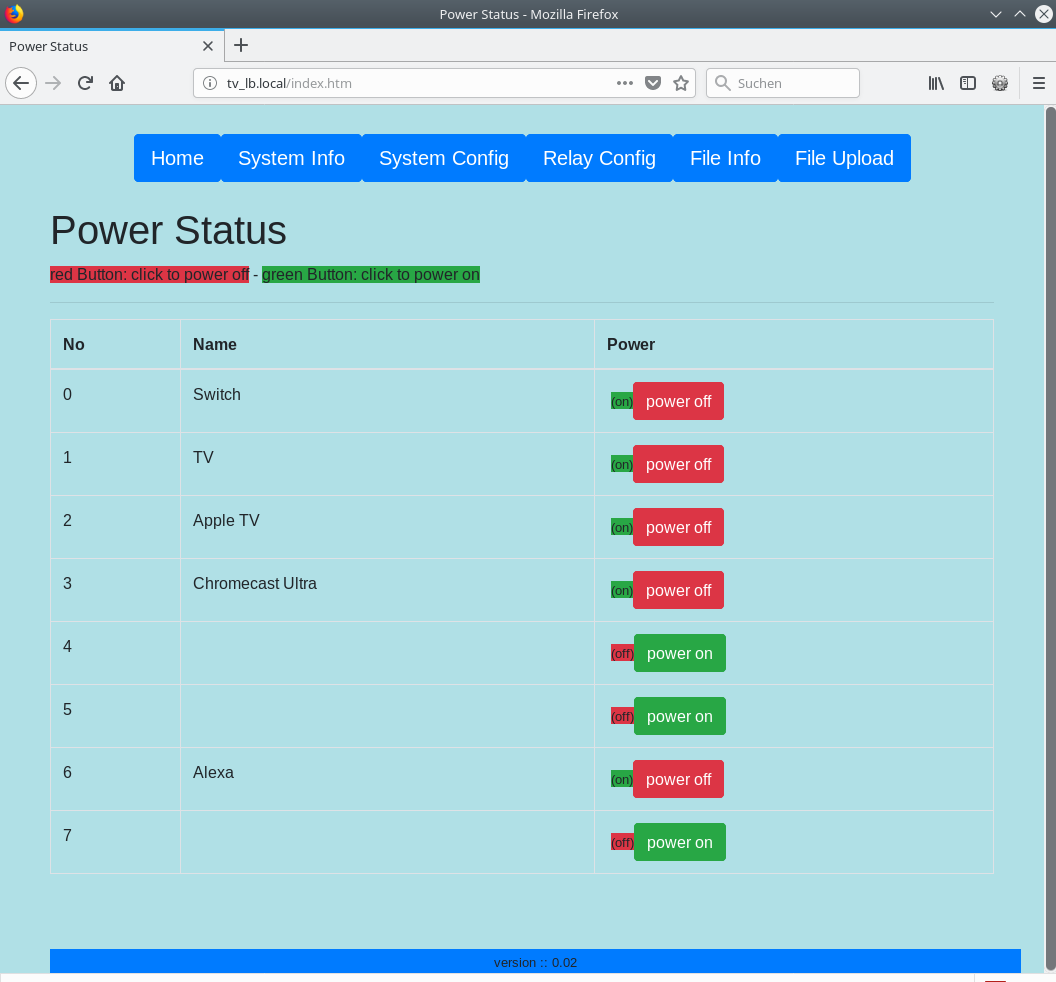 Power Status - Mozilla Firefox
Power Status
tv_lb.local/index.htm
Suchen
Home System Info System Config Relay Config File Info File Upload
Power Status
red Button: click to power off - green Button: click to power on
No Name Power
0 Switch (on) power off
1 TV (on) power off
2 Apple TV (on) power off
3 Chromecast Ultra (on) power off
4 (off) power on
5 (off) power on
6 Alexa (on) power off
7 (off) power on
version :: 0.02